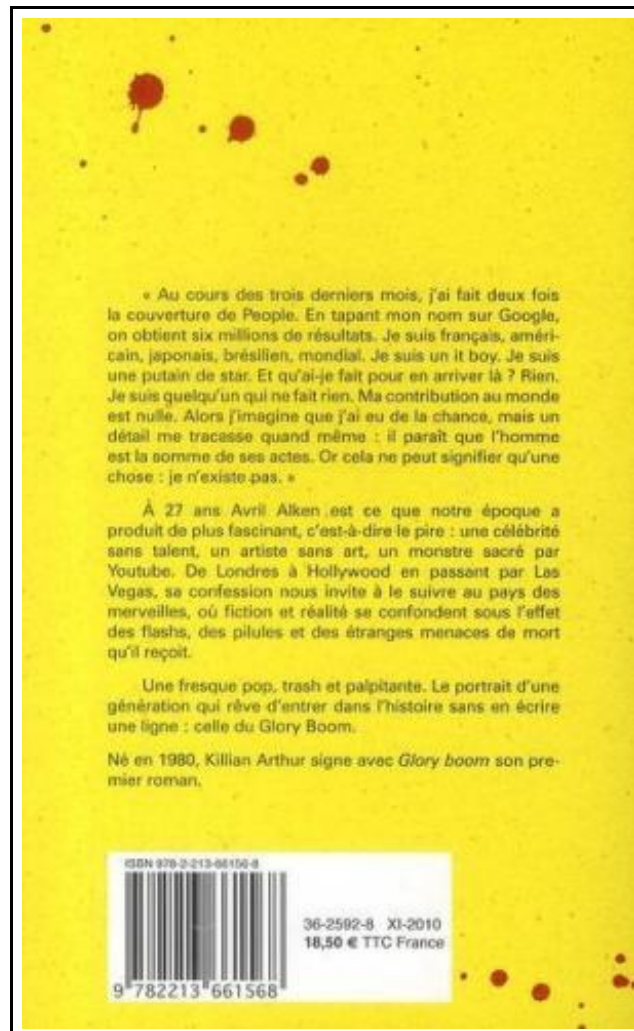 « Au cours des trois derniers mois, j'ai fait deux fois
la couverture de People. En tapant mon nom sur Google,
on obtient six millions de résultats. Je suis français, améri-
cain, japonais, brésilien, mondial. Je suis un it boy. Je suis
une putain de star. Et qu'ai-je fait pour en arriver là ? Rien.
Je suis quelqu'un qui ne fait rien. Ma contribution au monde
est nulle. Alors j'imagine que j'ai eu de la chance, mais un
détail me tracasse quand même : il paraît que l'homme
est la somme de ses actes. Or cela ne peut signifier qu'une
chose : je n'existe pas. »
À 27 ans Avril Alken est ce que notre époque a
produit de plus fascinant, c'est-à-dire le pire : une célébrité
sans talent, un artiste sans art, un monstre sacré par
Youtube. De Londres à Hollywood en passant par Las
Vegas, sa confession nous invite à le suivre au pays des
merveilles, où fiction et réalité se confondent sous l'effet
des flashs, des pilules et des étranges menaces de mort
qu'il reçoit.
Une fresque pop, trash et palpitante. Le portrait d'une
génération qui rêve d'entrer dans l'histoire sans en écrire
une ligne : celle du Glory Boom.
Né en 1980, Killian Arthur signe avec Glory boom son pre-
mier roman.
ISBN 978-2-213-66156-8
36-2592-8 XI-2010
18,50 € TTC France
9 782213 661568